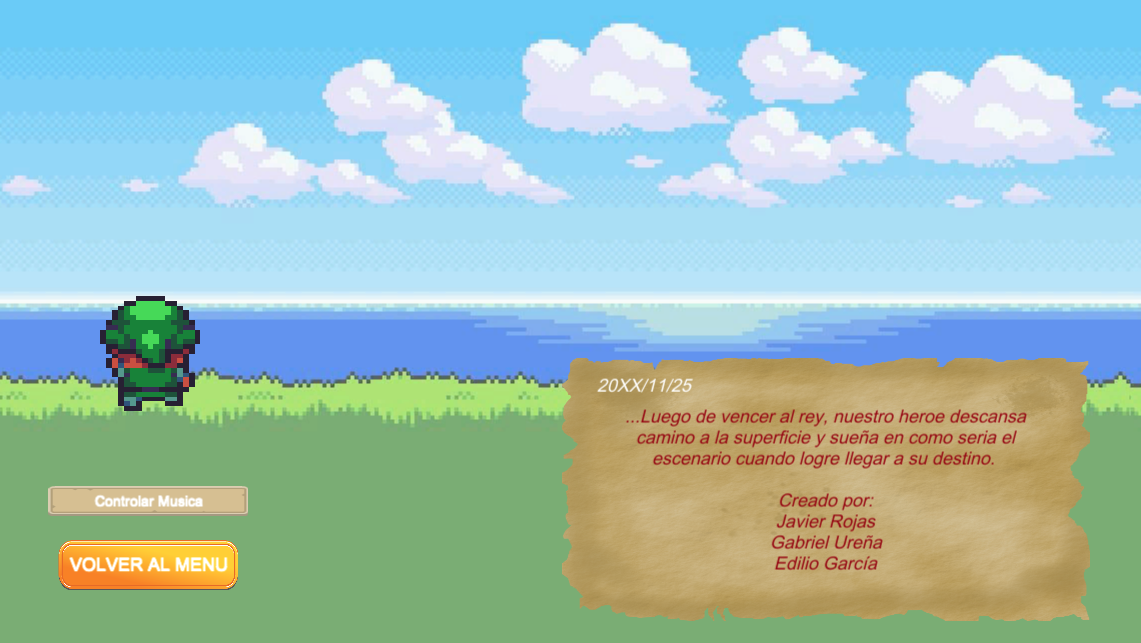 20XX/11/25
...Luego de vencer al rey, nuestro heroe descansa
camino a la superficie y sueña en como seria el
escenario cuando logre llegar a su destino.
Creado por:
Javier Rojas
Gabriel Ureña
Edilio García
Controlar Musica
VOLVER AL MENU